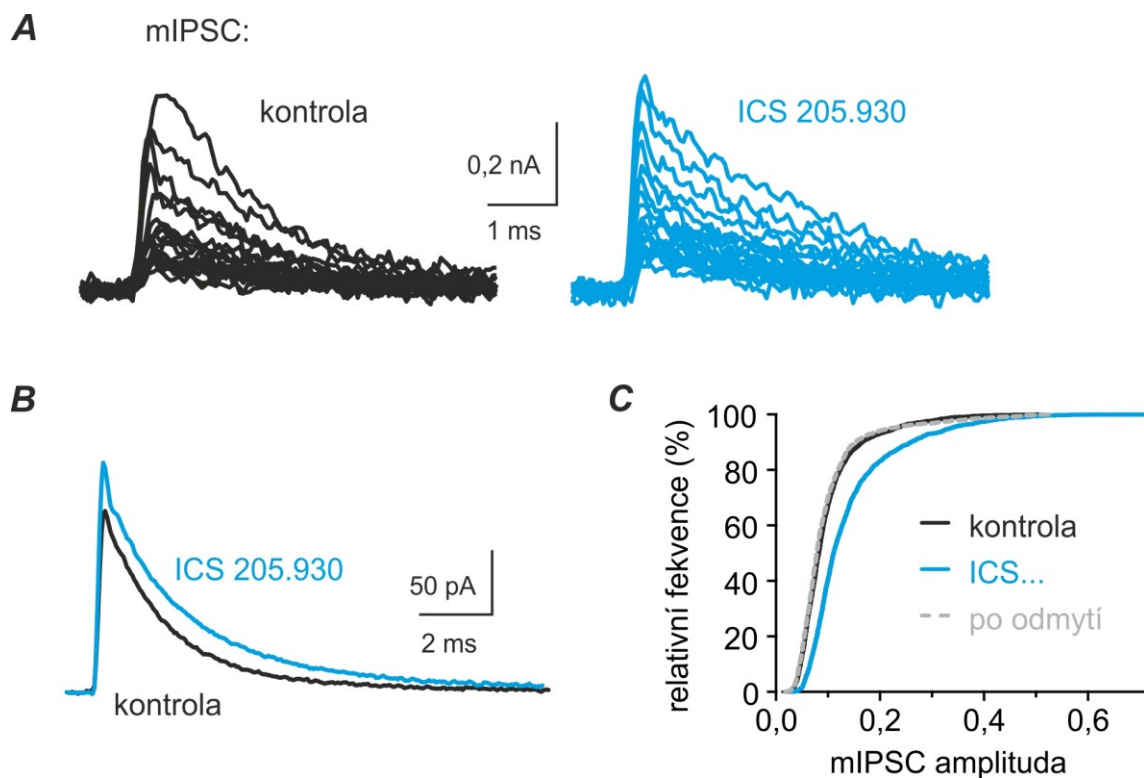 A
mIPSC:
kontrola
0,2 nA
1 ms
ICS 205.930
B
ICS 205.930
50 pA
2 ms
kontrola
C
relativní fekvence (%)
100
80
60
40
20
0
kontrola
ICS...
po odmytí
0,0
0,2
0,4
0,6
mIPSC amplituda